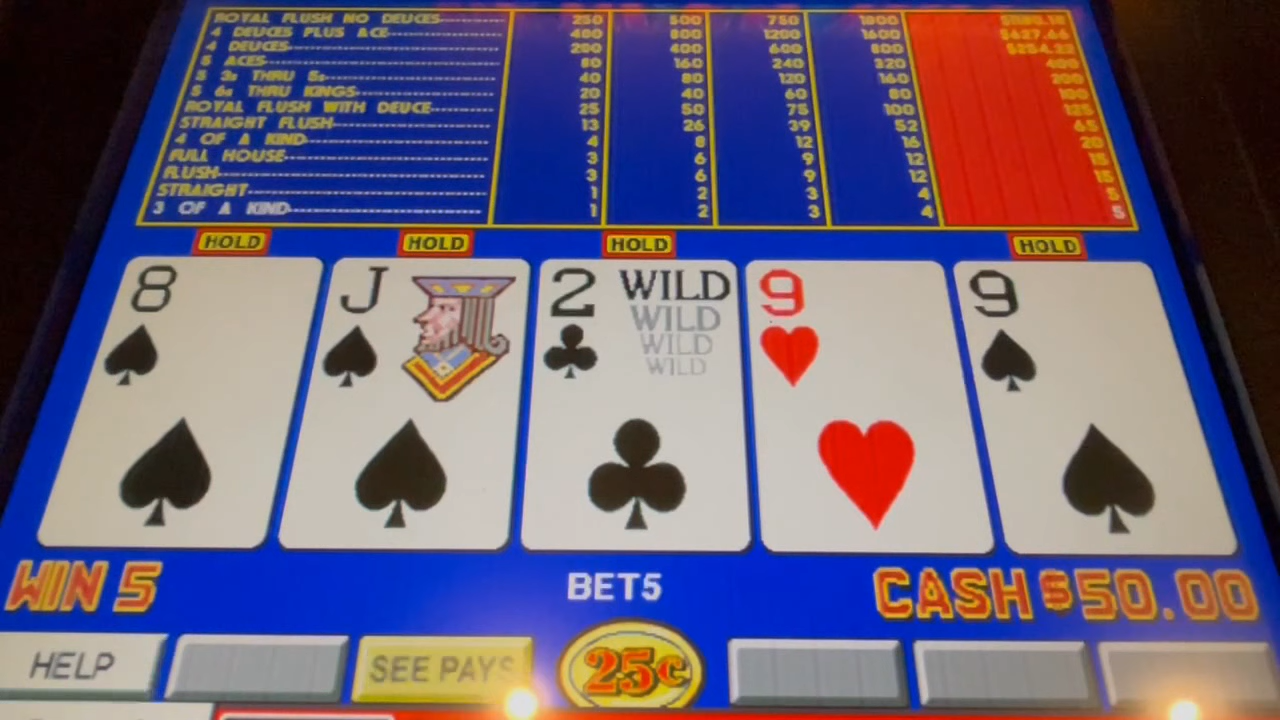 ROYAL FLUSH NO DEUCES 250 500 750 1800
4 DEUCES PLUS ACE 400 800 1200 1600 $627.66
4 DEUCES 200 400 600 800 $254.22
5 ACES 80 160 240 320 400
5 3s THRU 5s 40 80 120 160 200
5 6s THRU KINGS 20 40 60 80 100
ROYAL FLUSH WITH DEUCE 25 50 75 100 125
STRAIGHT FLUSH 13 26 39 52 65
4 OF A KIND 4 8 12 16 20
FULL HOUSE 3 6 9 12 15
FLUSH 3 6 9 12 15
STRAIGHT 1 2 3 4 5
3 OF A KIND 1 2 3 4 5
HOLD HOLD HOLD HOLD
8 J 2 WILD 9 9
WILD
WILD
WILD
WIN 5 BET5 CASH $50.00
HELP SEE PAYS 25¢